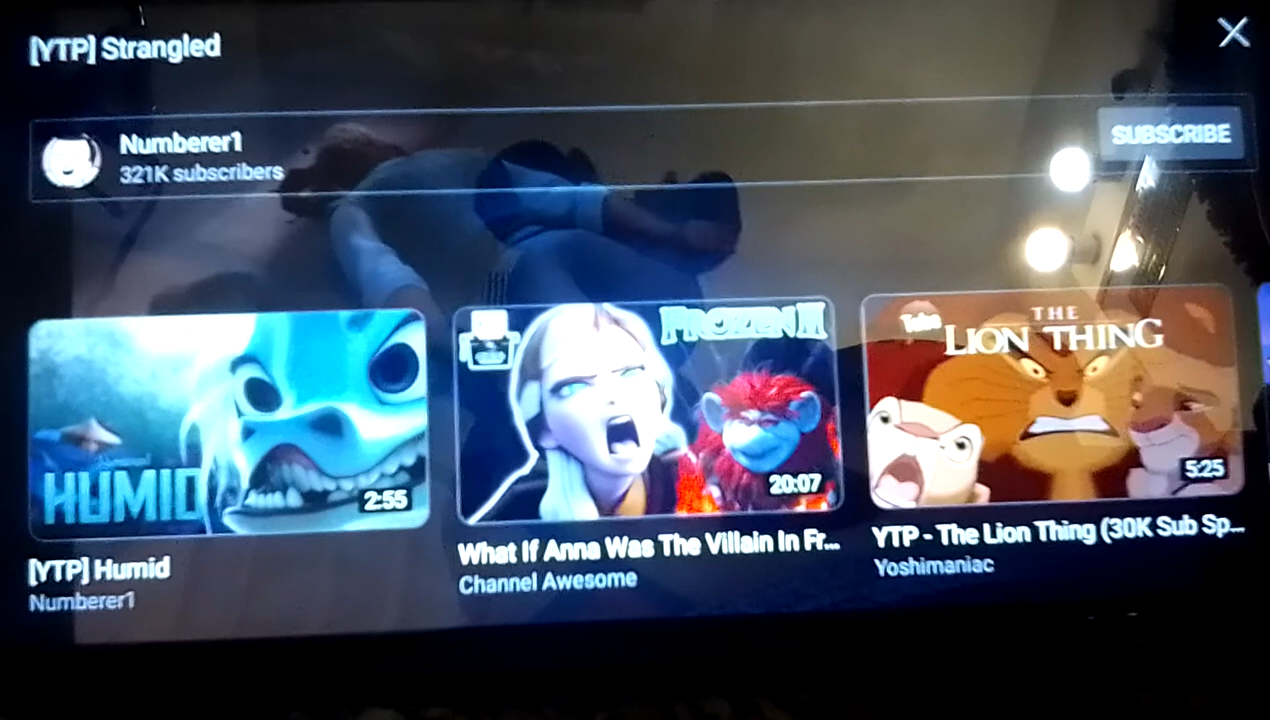 [YTP] Strangled
Numberer1
321K subscribers
SUBSCRIBE
HUMID
2:55
FROZEN II
20:07
THE
LION THING
5:25
[YTP] Humid
Numberer1
What If Anna Was The Villain In Fr...
Channel Awesome
YTP - The Lion Thing (30K Sub Sp...
Yoshimaniac